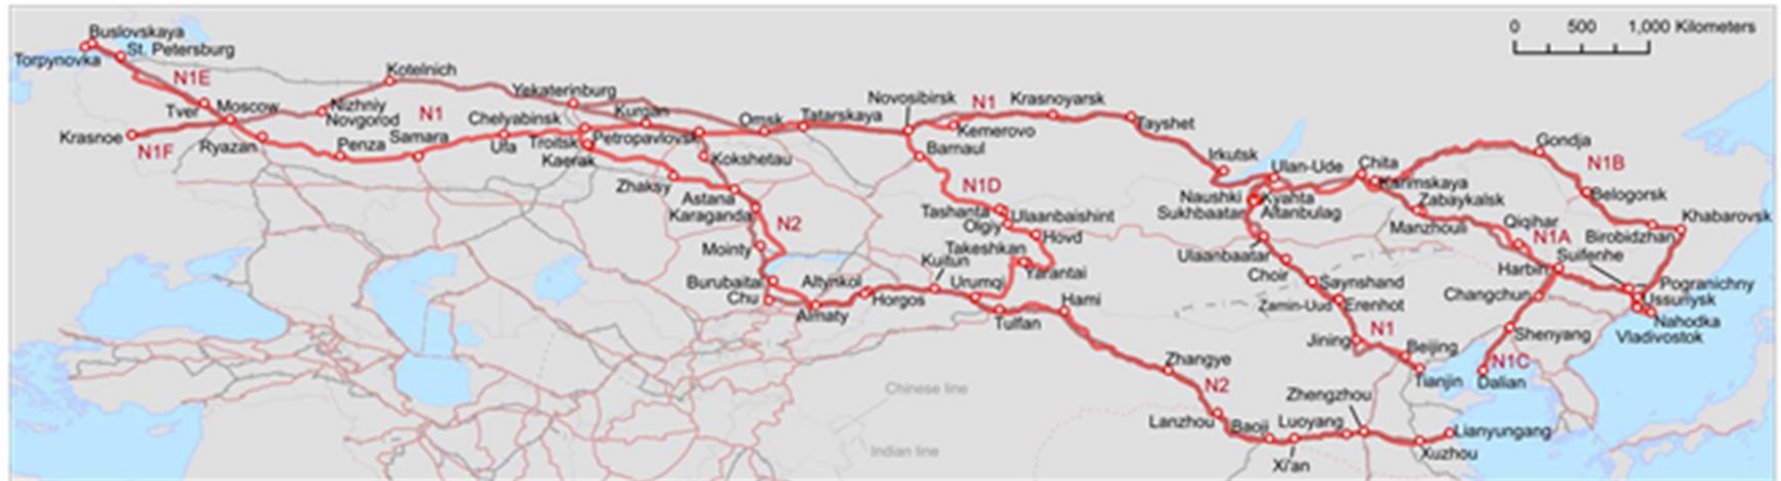 0 500 1,000 Kilometers
Buslovskaya
St. Petersburg
Torpynovka
N1E
Kotelnich
Yekaterinburg
Tver
Moscow
Nizhniy
Novgorod
N1
Chelyabinsk
Kurgan
Krasnoe
N1F
Ryazan
Penza
Samara
Ufa
Troitsk
Kaerak
Petropavlovsk
Omsk
Tatarskaya
Novosibirsk
N1
Krasnoyarsk
Kemerovo
Tayshet
Barnaul
Kokshetau
Zhaksy
Astana
Karaganda
N2
Mointy
Burubaital
Chu
Almaty
Altynkol
Horgos
Kuitun
Takeshkan
Urumqi
Yarantai
Hami
Tulfan
N1D
Tashanta
Ulaanbaishint
Olgiy
Hovd
Irkutsk
Ulan-Ude
Chita
Karimskaya
Naushki
Kyahta
Sukhbaatar
Altanbulag
Zabaykalsk
Manzhouli
Gondja
N1B
Belogorsk
Khabarovsk
Birobidzhan
Qiqihar
N1A
Suifenhe
Harbin
Changchun
Pogranichny
Ussuriysk
Nahodka
Vladivostok
Ulaanbaatar
Choir
Saynshand
Zamin-Uud
Erenhot
N1
Jining
Beijing
Tianjin
Shenyang
N1C
Dalian
Zhangye
N2
Zhengzhou
Lanzhou
Baoji
Luoyang
Lianyungang
Xi'an
Xuzhou
Chinese line
Indian line